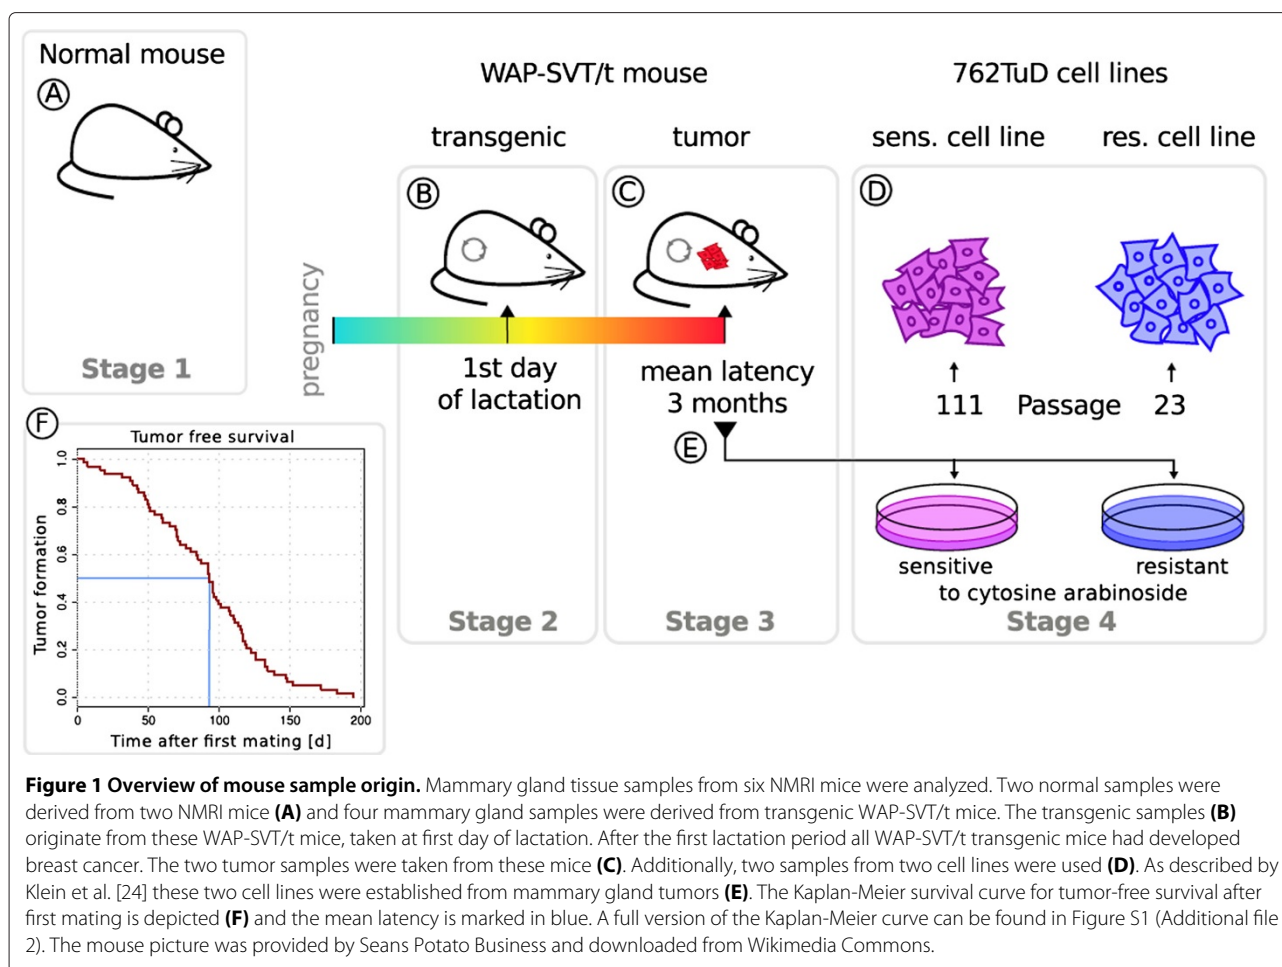 Normal mouse
A
Stage 1
WAP-SVT/t mouse
762TuD cell lines
transgenic
tumor
sens. cell line
res. cell line
B
C
D
pregnancy
1st day
of lactation
mean latency
3 months
111 Passage 23
E
sensitive
resistant
to cytosine arabinoside
Stage 2
Stage 3
Stage 4
F
Tumor free survival
Tumor formation
1.0
0.8
0.6
0.4
0.2
0.0
0 50 100 150 200
Time after first mating [d]
Figure 1 Overview of mouse sample origin. Mammary gland tissue samples from six NMRI mice were analyzed. Two normal samples were
derived from two NMRI mice (A) and four mammary gland samples were derived from transgenic WAP-SVT/t mice. The transgenic samples (B)
originate from these WAP-SVT/t mice, taken at first day of lactation. After the first lactation period all WAP-SVT/t transgenic mice had developed
breast cancer. The two tumor samples were taken from these mice (C). Additionally, two samples from two cell lines were used (D). As described by
Klein et al. [24] these two cell lines were established from mammary gland tumors (E). The Kaplan-Meier survival curve for tumor-free survival after
first mating is depicted (F) and the mean latency is marked in blue. A full version of the Kaplan-Meier curve can be found in Figure S1 (Additional file
2). The mouse picture was provided by Seans Potato Business and downloaded from Wikimedia Commons.